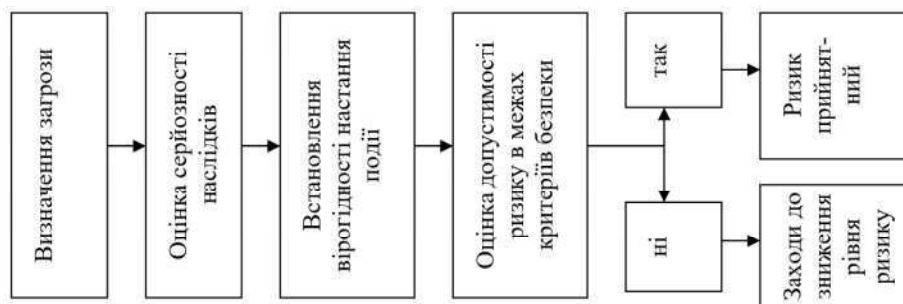 Визначення загрози
Оцінка серйозності
наслідків
Встановлення
вірогідності настання
події
Оцінка допустимості
ризику в межах
критеріїв безпеки
так
ні
Ризик
прийнят-
ний
Заходи до
зниження
рівня
ризику